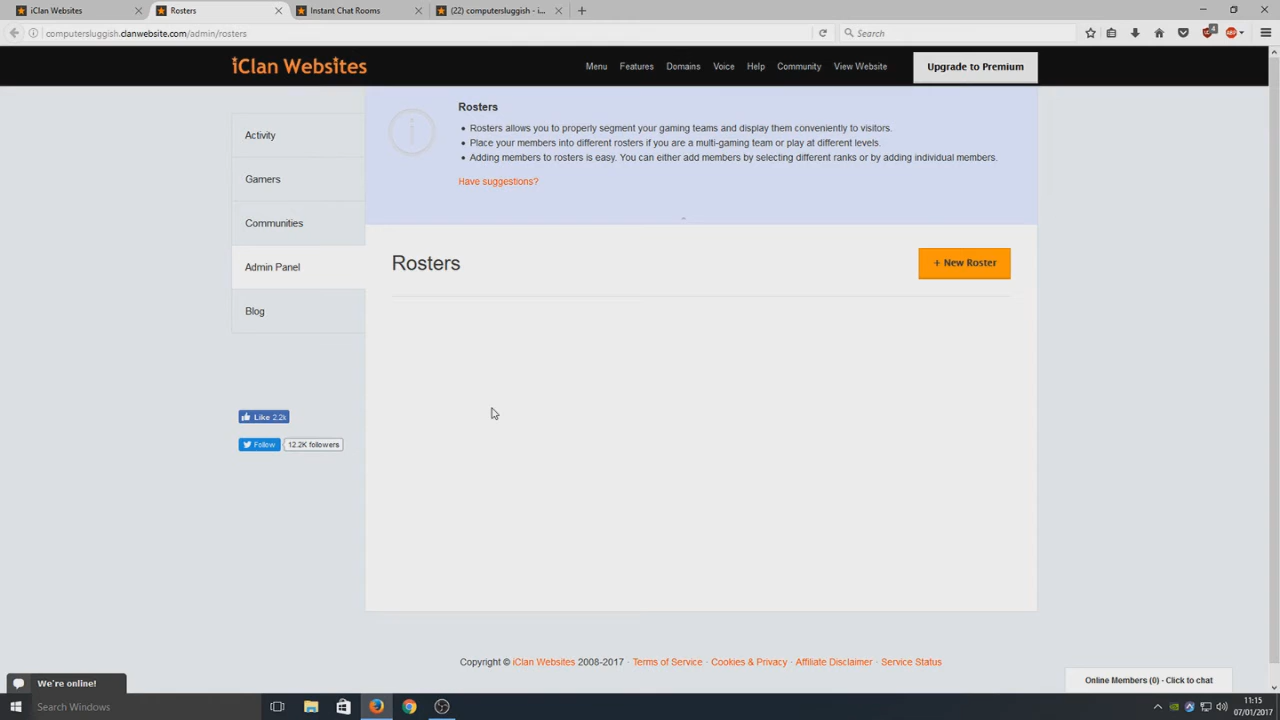 iClan Websites
Rosters
Instant Chat Rooms
(22) computersluggish - i...
computersluggish.clanwebsite.com/admin/rosters
Search
4
iClan Websites
Menu
Features
Domains
Voice
Help
Community
View Website
Upgrade to Premium
Activity
Gamers
Communities
Admin Panel
Blog
Like 2.2k
Follow
12.2K followers
Rosters
• Rosters allows you to properly segment your gaming teams and display them conveniently to visitors.
• Place your members into different rosters if you are a multi-gaming team or play at different levels.
• Adding members to rosters is easy. You can either add members by selecting different ranks or by adding individual members.
Have suggestions?
Rosters
+ New Roster
Copyright © iClan Websites 2008-2017 · Terms of Service · Cookies & Privacy · Affiliate Disclaimer · Service Status
We're online!
Online Members (0) - Click to chat
Search Windows
11:15
07/01/2017